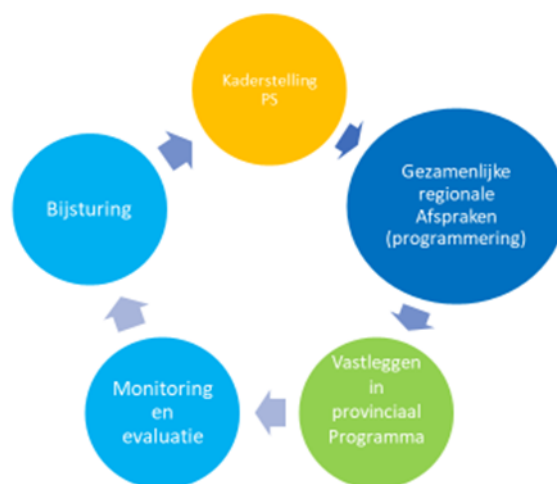 Kaderstelling
PS
Gezamenlijke
regionale
Afspraken
(programmering)
Vastleggen
in
provinciaal
Programma
Monitoring
en
evaluatie
Bijsturing